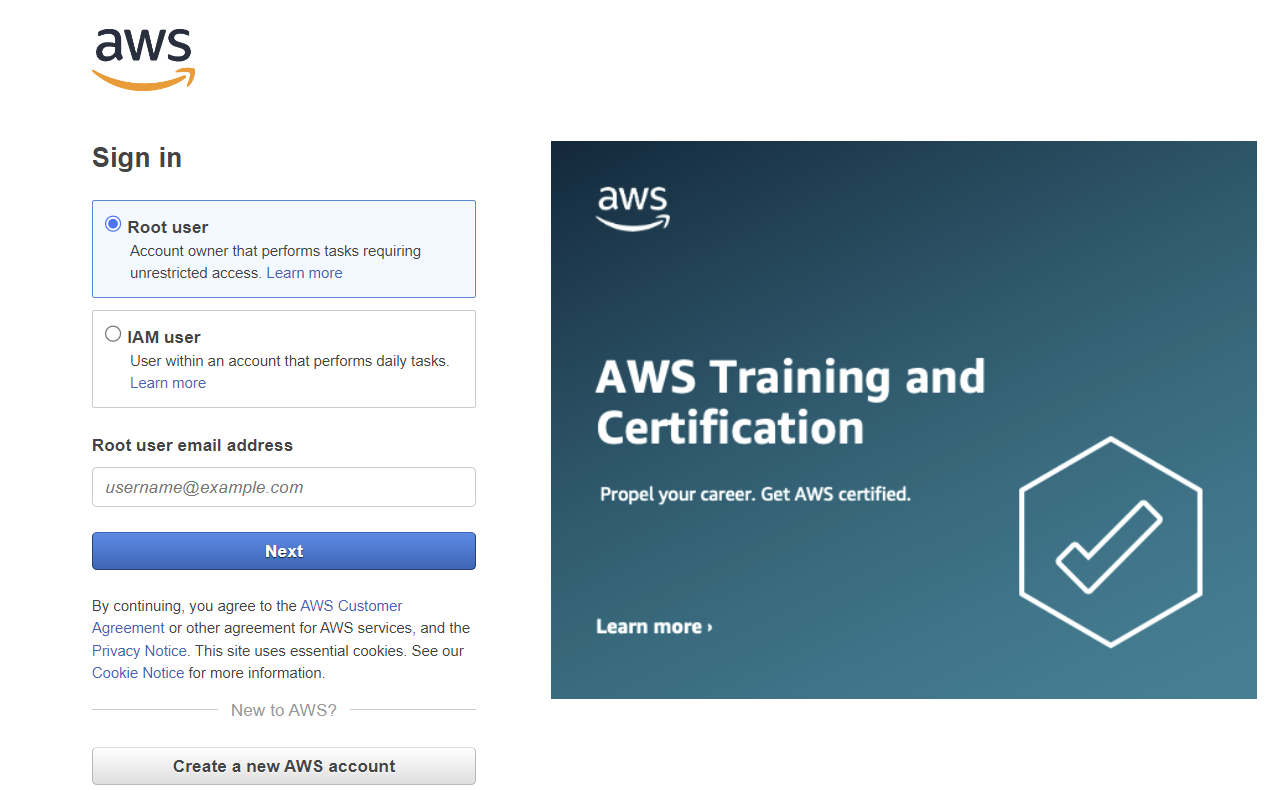 aws
Sign in
Root user
Account owner that performs tasks requiring
unrestricted access. Learn more
IAM user
User within an account that performs daily tasks.
Learn more
Root user email address
username@example.com
Next
By continuing, you agree to the AWS Customer
Agreement or other agreement for AWS services, and the
Privacy Notice. This site uses essential cookies. See our
Cookie Notice for more information.
New to AWS?
Create a new AWS account
aws
AWS Training and
Certification
Propel your career. Get AWS certified.
Learn more ›